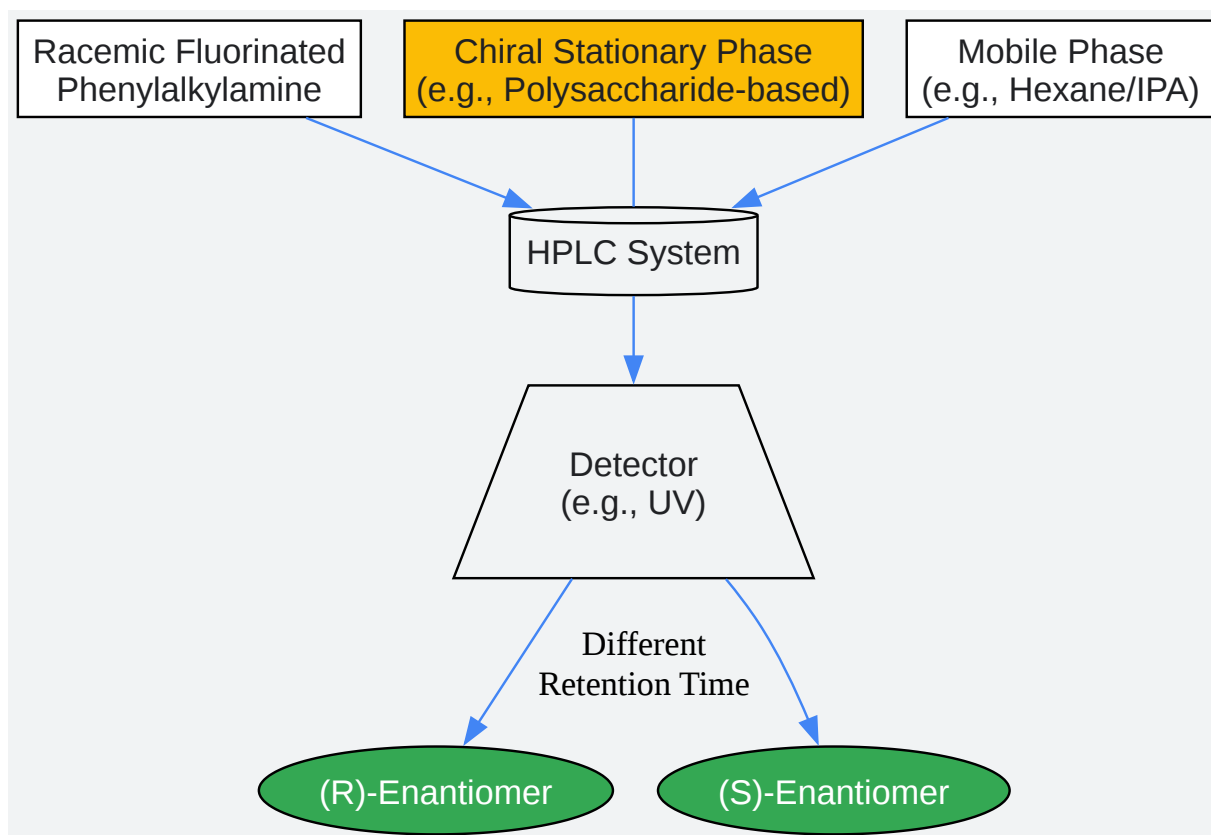 Racemic Fluorinated
Phenylalkylamine
Chiral Stationary Phase
(e.g., Polysaccharide-based)
Mobile Phase
(e.g., Hexane/IPA)
HPLC System
Detector
(e.g., UV)
Different
Retention Time
(R)-Enantiomer
(S)-Enantiomer